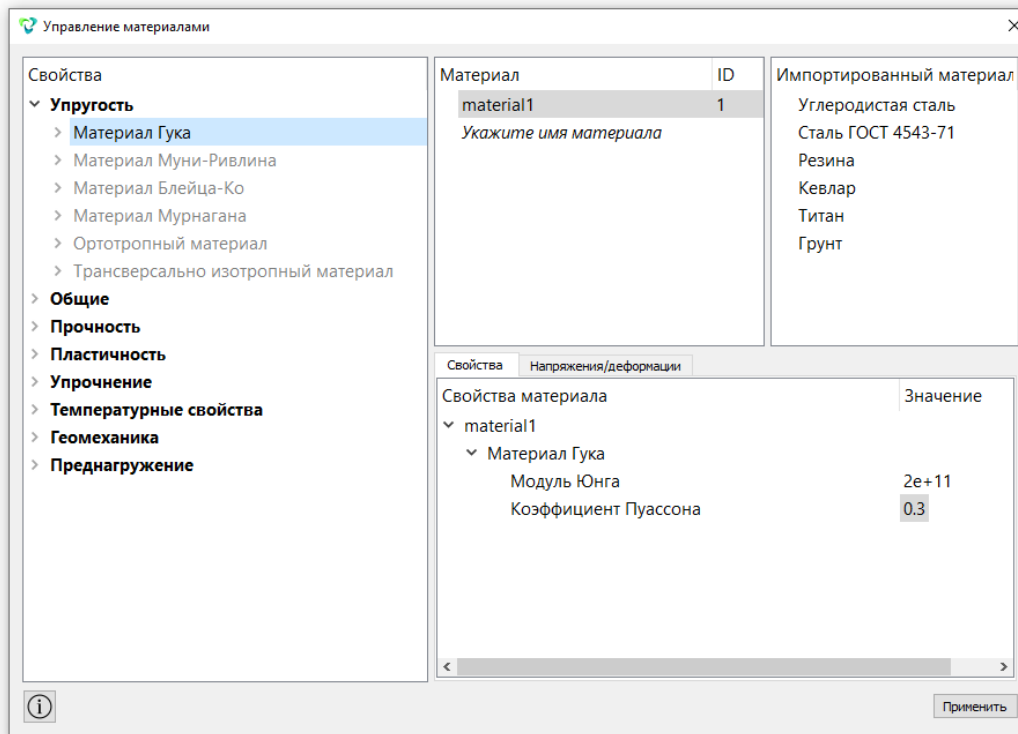 Управление материалами
Свойства
Упругость
Материал Гука
Материал Муни-Ривлина
Материал Блейца-Ко
Материал Мурнагана
Ортотропный материал
Трансверсально изотропный материал
Общие
Прочность
Пластичность
Упрочнение
Температурные свойства
Геомеханика
Преднагружение
Материал ID
material1 1
Укажите имя материала
Импортированный материал
Углеродистая сталь
Сталь ГОСТ 4543-71
Резина
Кевлар
Титан
Грунт
Свойства Напряжения/деформации
Свойства материала Значение
material1
Материал Гука
Модуль Юнга 2e+11
Коэффициент Пуассона 0.3
Применить